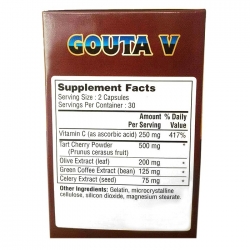 GOUTA V
Supplement Facts
Serving Size : 2 Capsules
Servings Per Container : 30
Amount % Daily
Per Serving Value
Vitamin C (as ascorbic acid) 250 mg 417%
Tart Cherry Powder 500 mg *
(Prunus cerasus fruit)
Olive Extract (leaf) 200 mg *
Green Coffee Extract (bean) 125 mg *
Celery Extract (seed) 75 mg *
Other Ingredients: Gelatin, microcrystalline
cellulose, silicon dioxide, magnesium stearate.